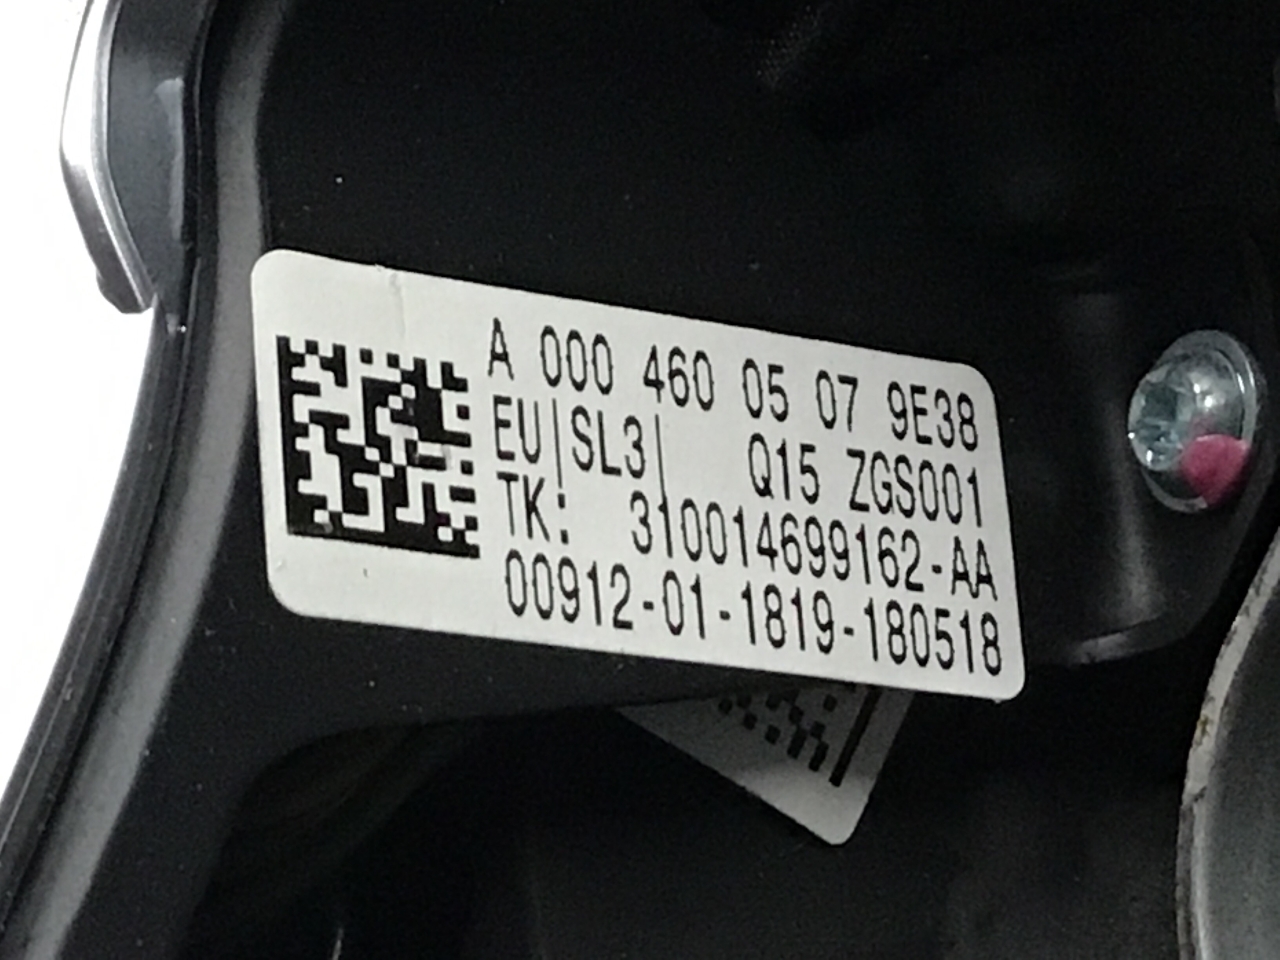 A 000 460 05 07 9E38
EU|SL3| Q15 ZGS001
TK: 310014699162-AA
00912-01-1819-180518